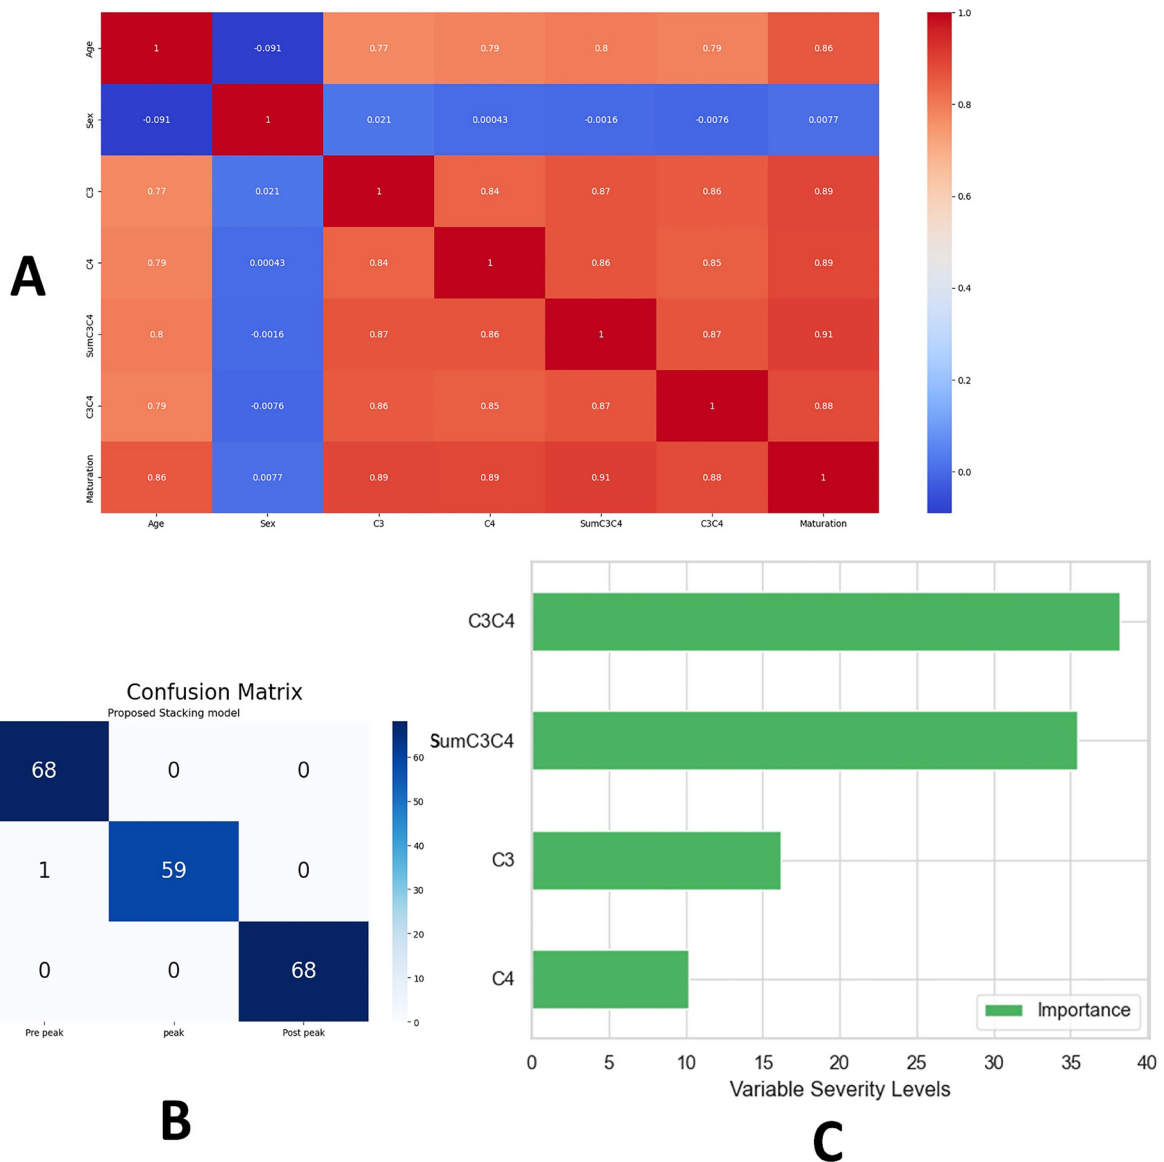 1.0
Age 1 -0.091 0.77 0.79 0.8 0.79 0.86
0.8
Sex -0.091 1 0.021 0.00043 -0.0016 -0.0076 0.0077
C3 0.77 0.021 1 0.84 0.87 0.86 0.89
0.6
A
C4 0.79 0.00043 0.84 1 0.86 0.85 0.89
0.4
SumC3C4 0.8 -0.0016 0.87 0.86 1 0.87 0.91
0.2
C3C4 0.79 -0.0076 0.86 0.85 0.87 1 0.88
0.0
Maturation 0.86 0.0077 0.89 0.89 0.91 0.88 1
Age Sex C3 C4 SumC3C4 C3C4 Maturation
Confusion Matrix
Proposed Stacking model
68 0 0
1 59 0
0 0 68
Pre peak peak Post peak
60
50
40
30
20
10
0
B
C3C4
SumC3C4
C3
C4
Importance
0 5 10 15 20 25 30 35 40
Variable Severity Levels
C